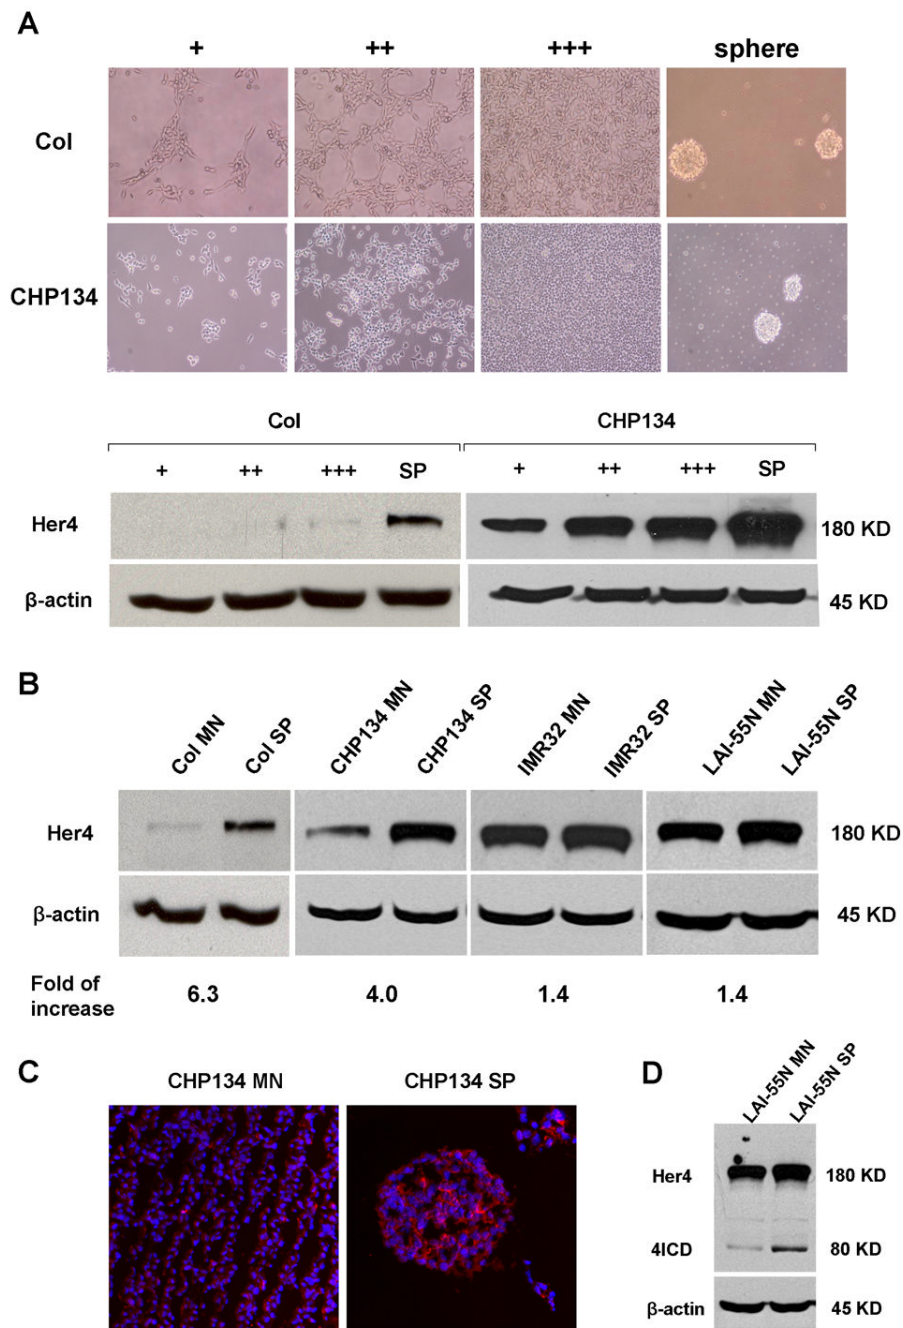 A
+ ++ +++ sphere
Col
CHP134
Col CHP134
+ ++ +++ SP + ++ +++ SP
Her4 180 KD
β-actin 45 KD
B
Col MN Col SP CHP134 MN CHP134 SP IMR32 MN IMR32 SP LAI-55N MN LAI-55N SP
Her4 180 KD
β-actin 45 KD
Fold of
increase 6.3 4.0 1.4 1.4
C
CHP134 MN CHP134 SP
D
LAI-55N MN LAI-55N SP
Her4 180 KD
4ICD 80 KD
β-actin 45 KD